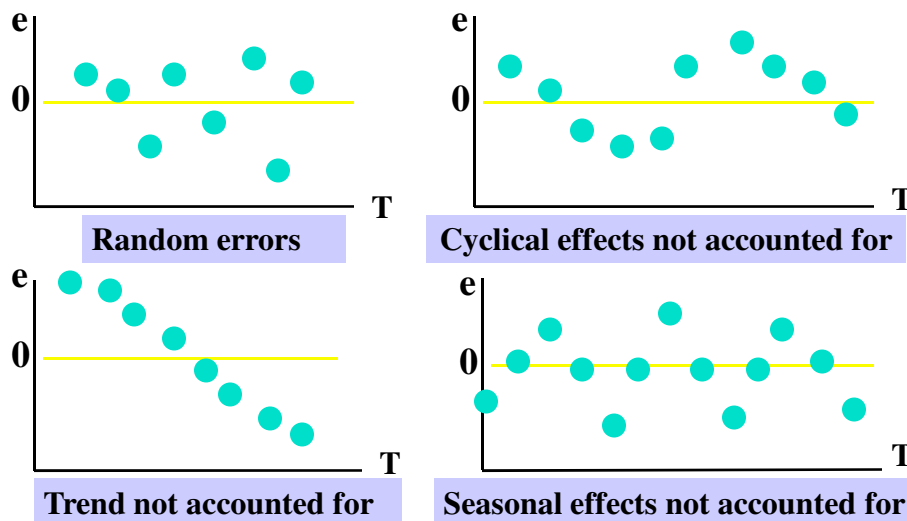 e
0
T
Random errors
e
0
T
Cyclical effects not accounted for
e
0
T
Trend not accounted for
e
0
T
Seasonal effects not accounted for